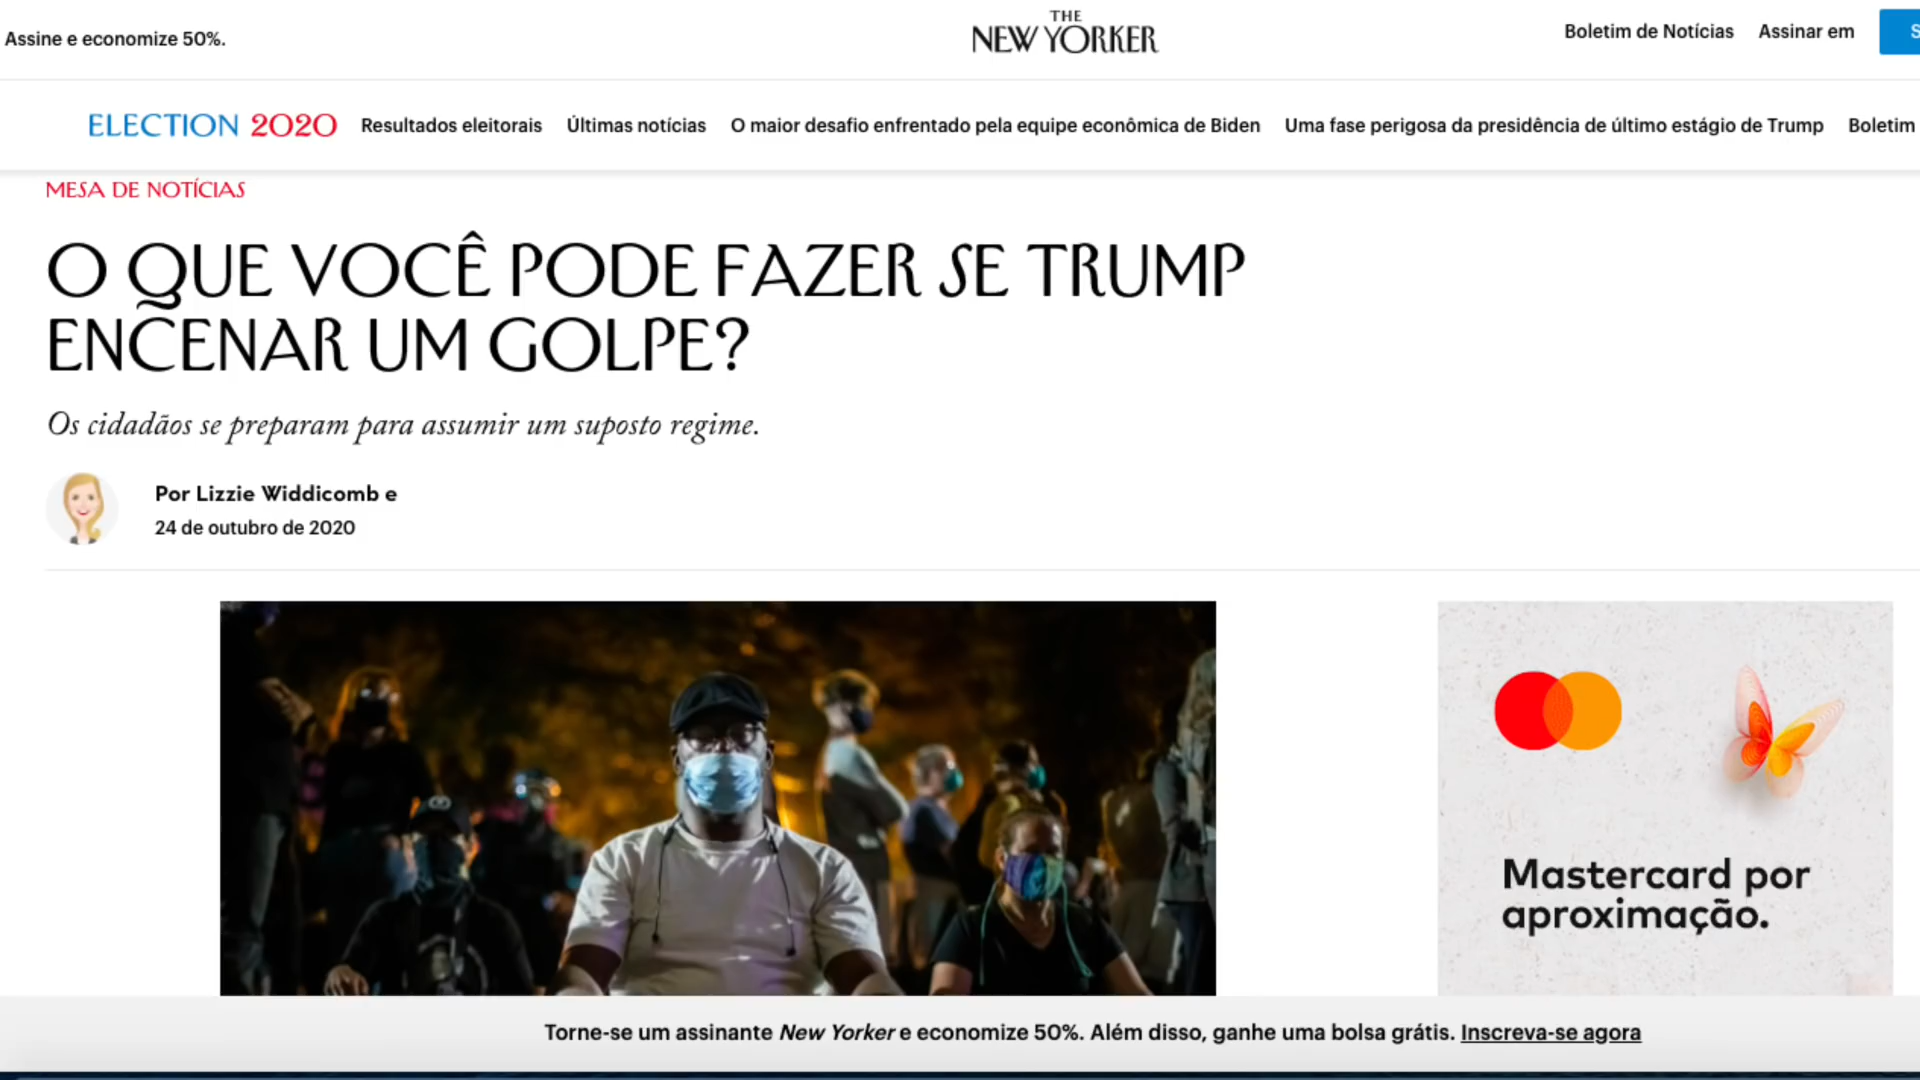 Assine e economize 50%.
THE
NEW YORKER
Boletim de Notícias
Assinar em
ELECTION 2020
Resultados eleitorais
Últimas notícias
O maior desafio enfrentado pela equipe econômica de Biden
Uma fase perigosa da presidência de último estágio de Trump
Boletim
MESA DE NOTÍCIAS
O QUE VOCÊ PODE FAZER SE TRUMP
ENCENAR UM GOLPE?
Os cidadãos se preparam para assumir um suposto regime.
Por Lizzie Widdicomb e
24 de outubro de 2020
Mastercard por
aproximação.
Torne-se um assinante New Yorker e economize 50%. Além disso, ganhe uma bolsa grátis. Inscreva-se agora